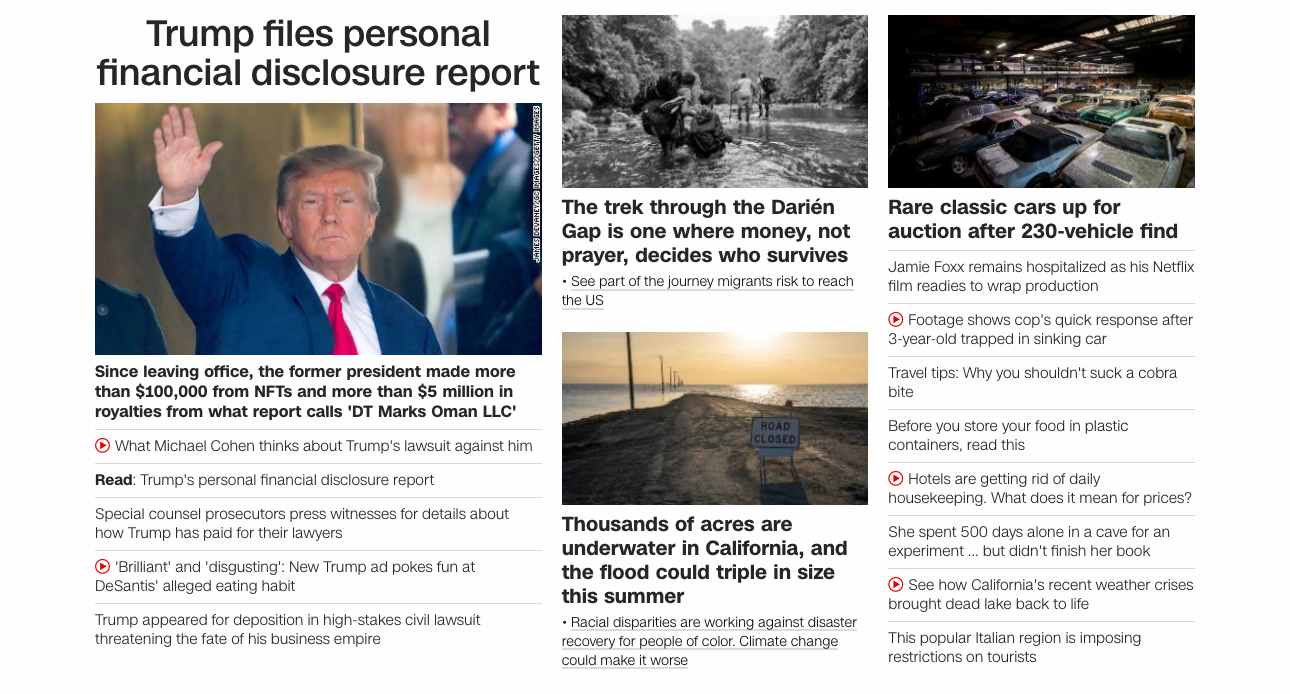 Trump files personal
financial disclosure report
JAMES DEVANEY/GC IMAGES/GETTY IMAGES
Since leaving office, the former president made more
than $100,000 from NFTs and more than $5 million in
royalties from what report calls 'DT Marks Oman LLC'
What Michael Cohen thinks about Trump's lawsuit against him
Read: Trump's personal financial disclosure report
Special counsel prosecutors press witnesses for details about
how Trump has paid for their lawyers
'Brilliant' and 'disgusting': New Trump ad pokes fun at
DeSantis' alleged eating habit
Trump appeared for deposition in high-stakes civil lawsuit
threatening the fate of his business empire
The trek through the Darién
Gap is one where money, not
prayer, decides who survives
• See part of the journey migrants risk to reach
the US
ROAD
CLOSED
Thousands of acres are
underwater in California, and
the flood could triple in size
this summer
• Racial disparities are working against disaster
recovery for people of color. Climate change
could make it worse
Rare classic cars up for
auction after 230-vehicle find
Jamie Foxx remains hospitalized as his Netflix
film readies to wrap production
Footage shows cop's quick response after
3-year-old trapped in sinking car
Travel tips: Why you shouldn't suck a cobra
bite
Before you store your food in plastic
containers, read this
Hotels are getting rid of daily
housekeeping. What does it mean for prices?
She spent 500 days alone in a cave for an
experiment ... but didn't finish her book
See how California's recent weather crises
brought dead lake back to life
This popular Italian region is imposing
restrictions on tourists